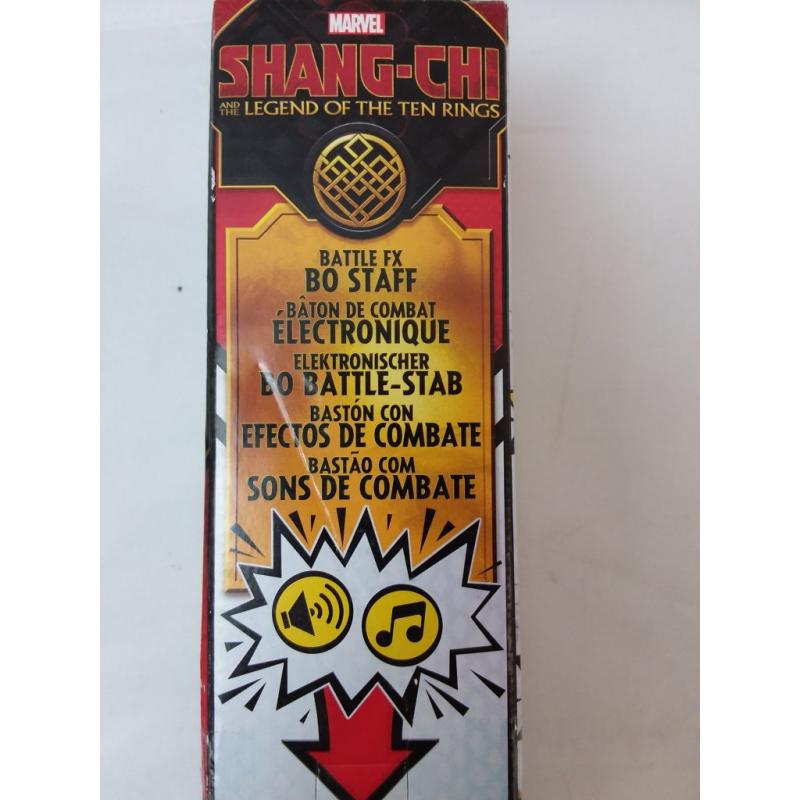 MARVEL
SHANG-CHI
AND THE LEGEND OF THE TEN RINGS
BATTLE FX
BO STAFF
BÂTON DE COMBAT
ÉLECTRONIQUE
ELEKTRONISCHER
BO BATTLE-STAB
BASTÓN CON
EFECTOS DE COMBATE
BASTÃO COM
SONS DE COMBATE